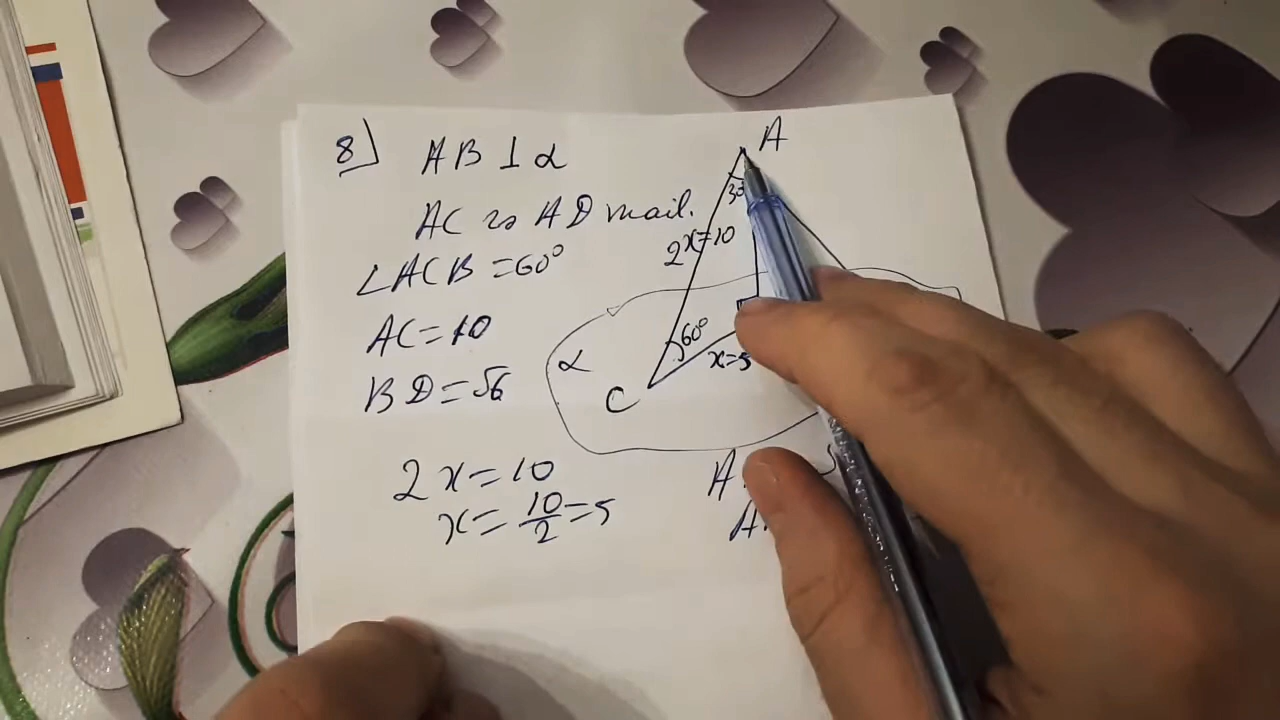 8)
AB ⊥ α
AC və AD mail.
∠ACB = 60°
AC = 10
BD = √6
2x = 10
x = 10/2 = 5
A
30°
2x = 10
60°
x = 5
α
C
A
A